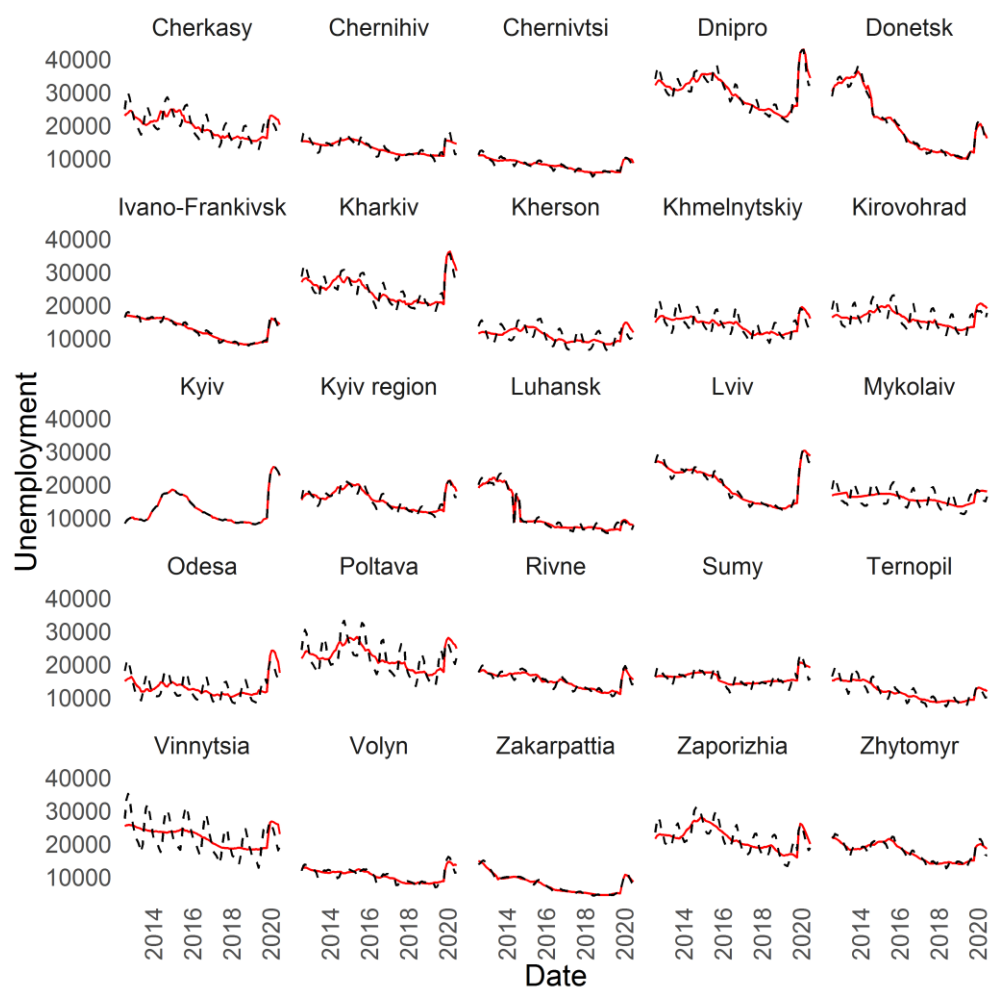 Cherkasy Chernihiv Chernivtsi Dnipro Donetsk
40000
30000
20000
10000
Ivano-Frankivsk Kharkiv Kherson Khmelnytskiy Kirovohrad
40000
30000
20000
10000
Kyiv Kyiv region Luhansk Lviv Mykolaiv
40000
30000
20000
10000
Unemployment
Odesa Poltava Rivne Sumy Ternopil
40000
30000
20000
10000
Vinnytsia Volyn Zakarpattia Zaporizhia Zhytomyr
40000
30000
20000
10000
2014 2016 2018 2020 2014 2016 2018 2020 2014 2016 2018 2020 2014 2016 2018 2020 2014 2016 2018 2020
Date